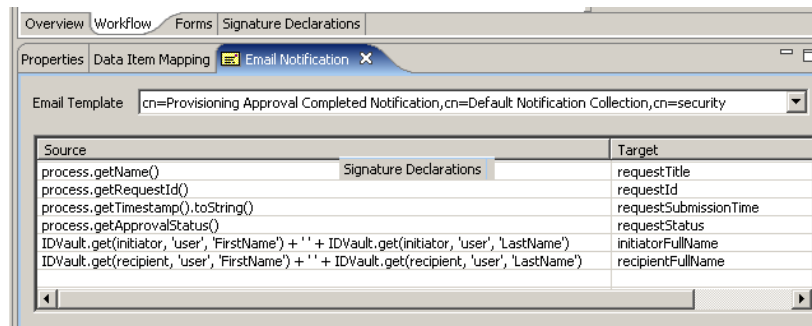 Overview Workflow Forms Signature Declarations
Properties Data Item Mapping Email Notification
Email Template cn=Provisioning Approval Completed Notification,cn=Default Notification Collection,cn=security
Source Target
Signature Declarations
process.getName() requestTitle
process.getRequestId() requestId
process.getTimestamp().toString() requestSubmissionTime
process.getApprovalStatus() requestStatus
IDVault.get(initiator, 'user', 'FirstName') + ' ' + IDVault.get(initiator, 'user', 'LastName') initiatorFullName
IDVault.get(recipient, 'user', 'FirstName') + ' ' + IDVault.get(recipient, 'user', 'LastName') recipientFullName